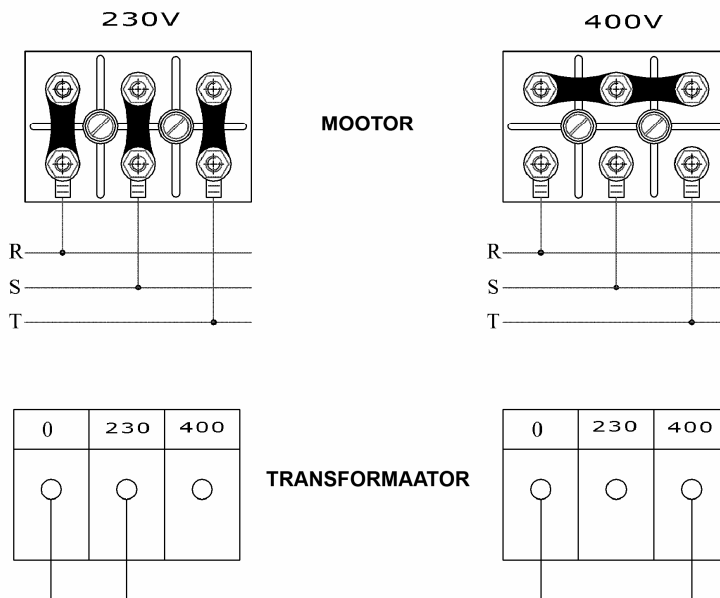 230V
400V
MOOTOR
R
S
T
R
S
T
0 230 400
TRANSFORMAATOR
0 230 400